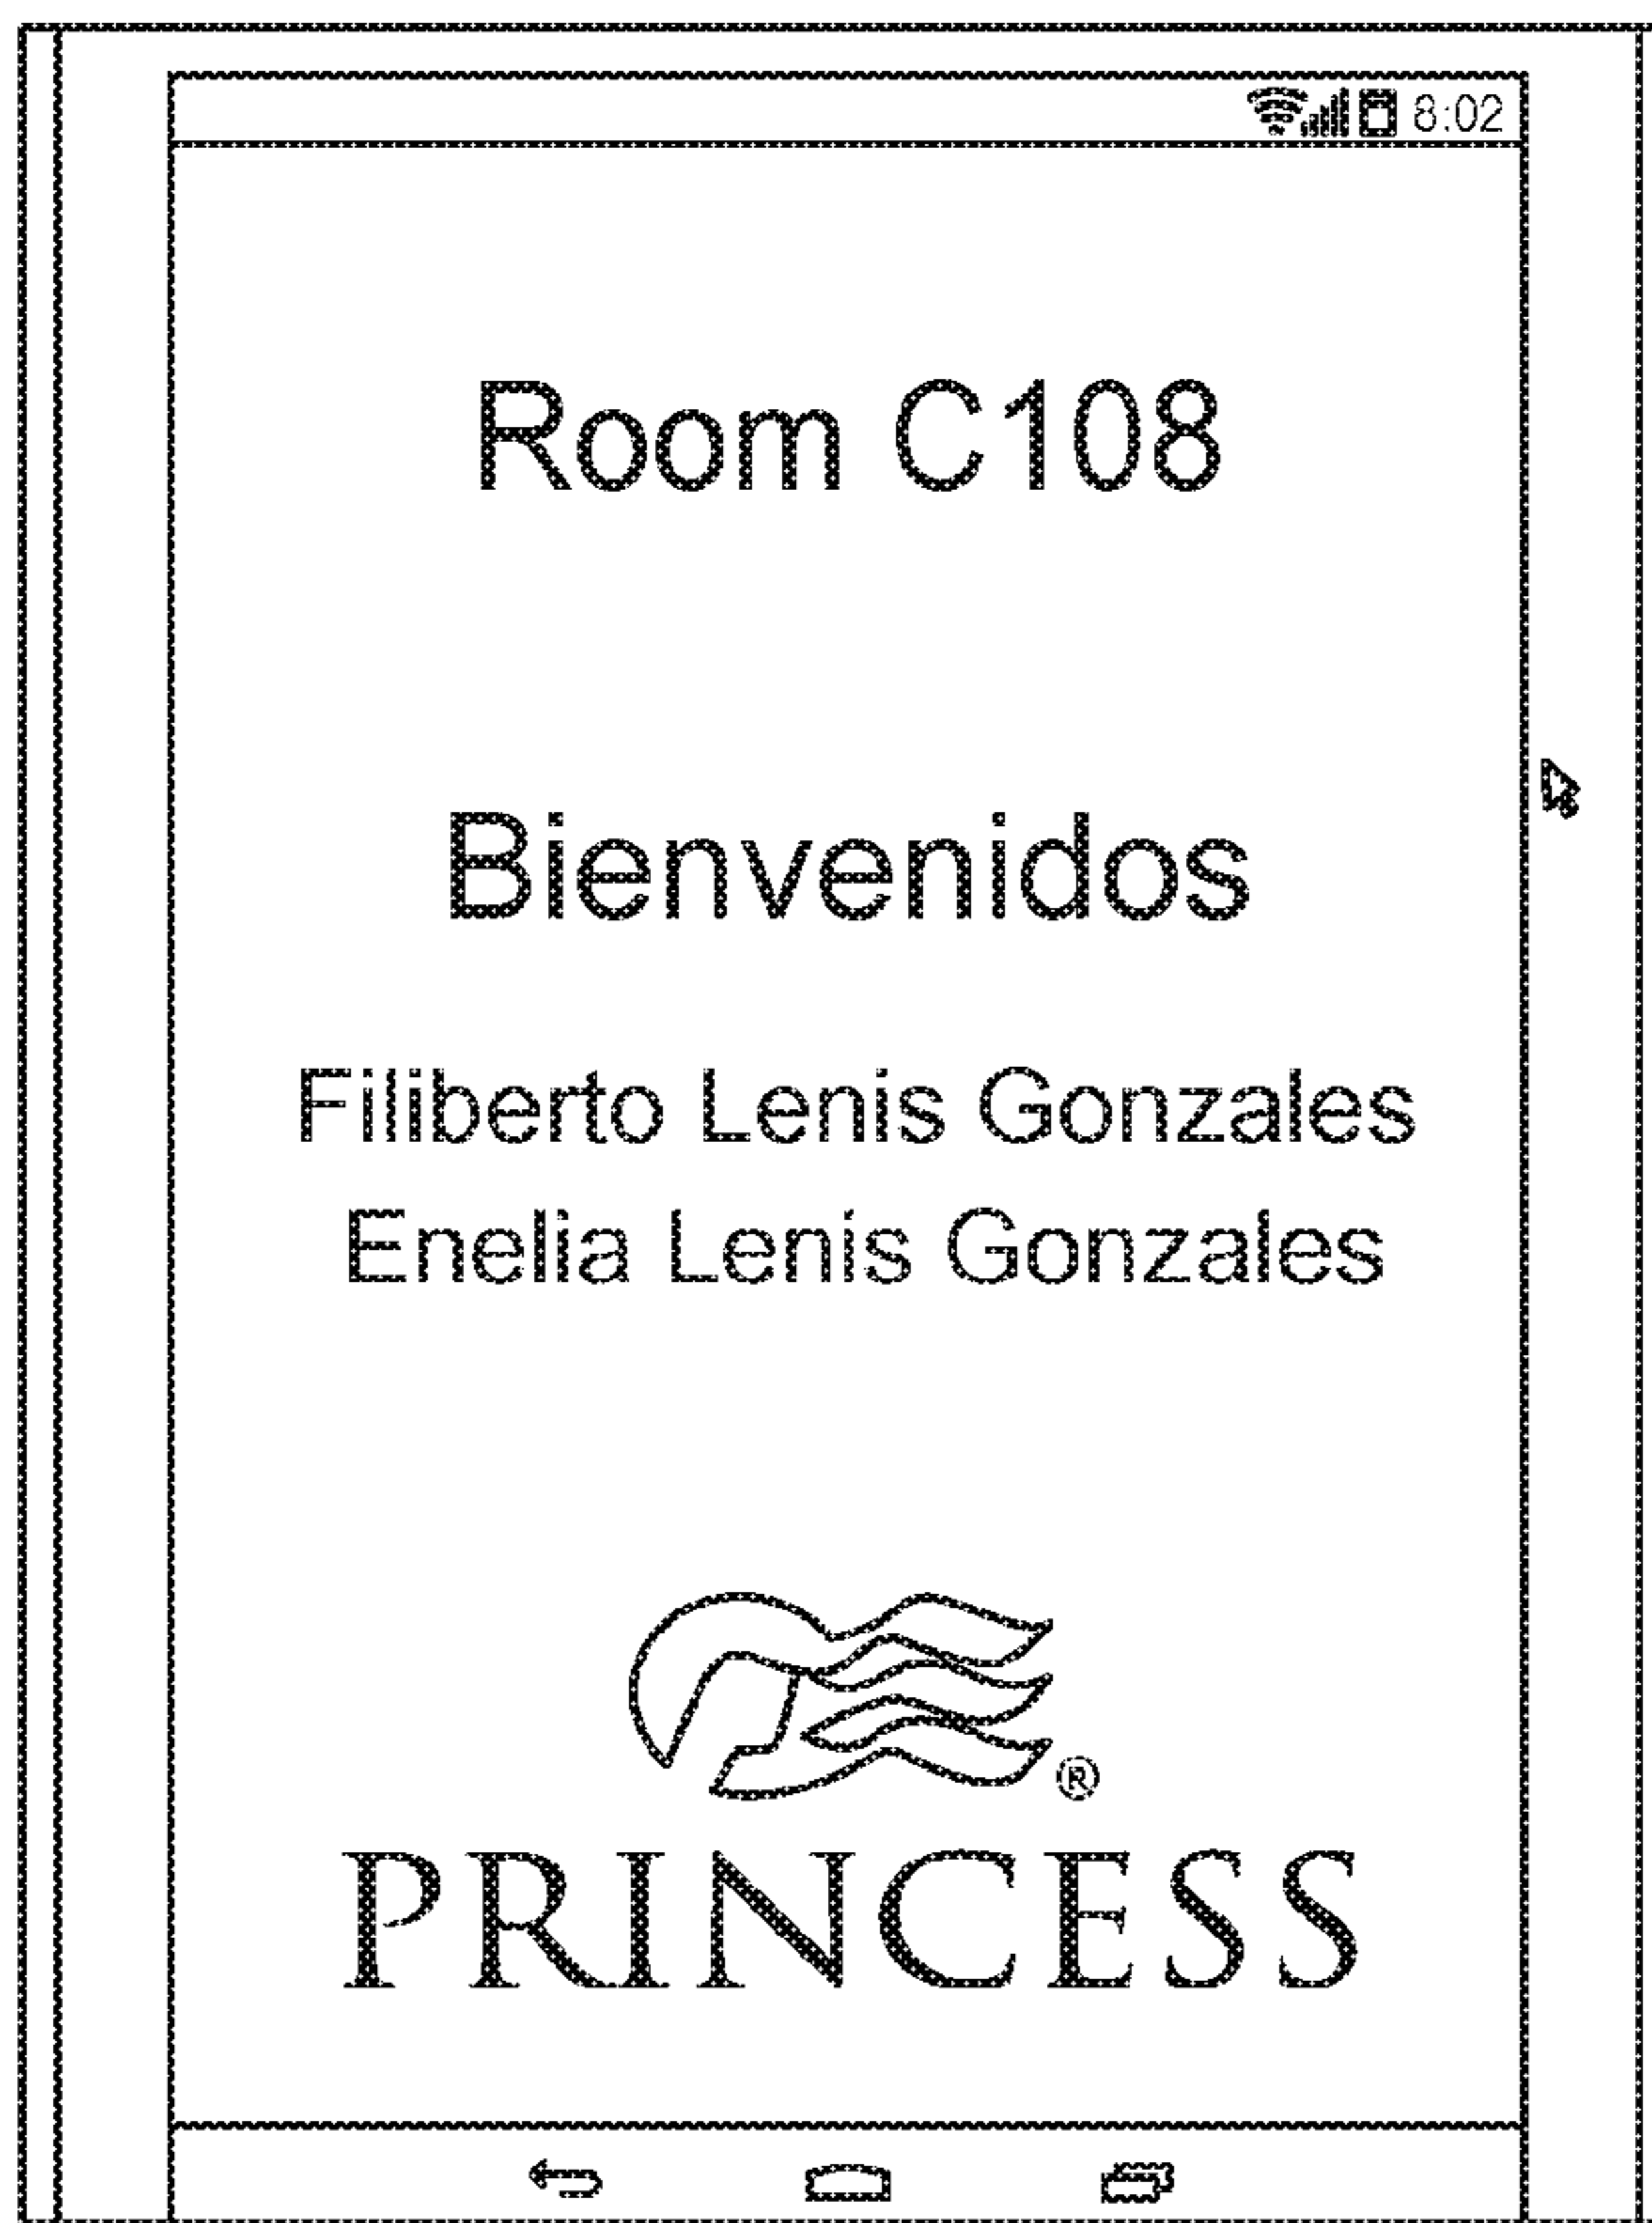 8:02
Room C108
Bienvenidos
Filiberto Lenis Gonzales
Enelia Lenis Gonzales
®
PRINCESS